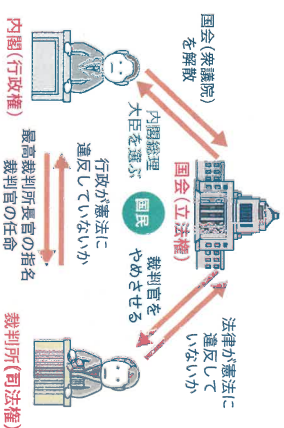 国会(立法権)
国会(衆議院)
を解散
内閣総理
大臣を選ぶ
法律が憲法に
違反して
いないか
裁判官を
やめさせる
国民
内閣(行政権)
行政が憲法に
違反していないか
最高裁判所長官の指名
裁判官の任命
裁判所(司法権)